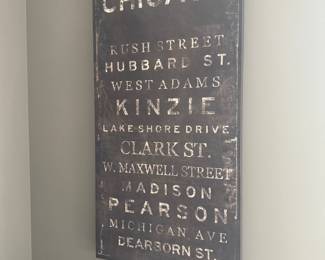 CHICAGO
RUSH STREET
HUBBARD ST.
WEST ADAMS
KINZIE
LAKE SHORE DRIVE
CLARK ST.
W. MAXWELL STREET
MADISON
PEARSON
MICHIGAN AVE
DEARBORN ST.